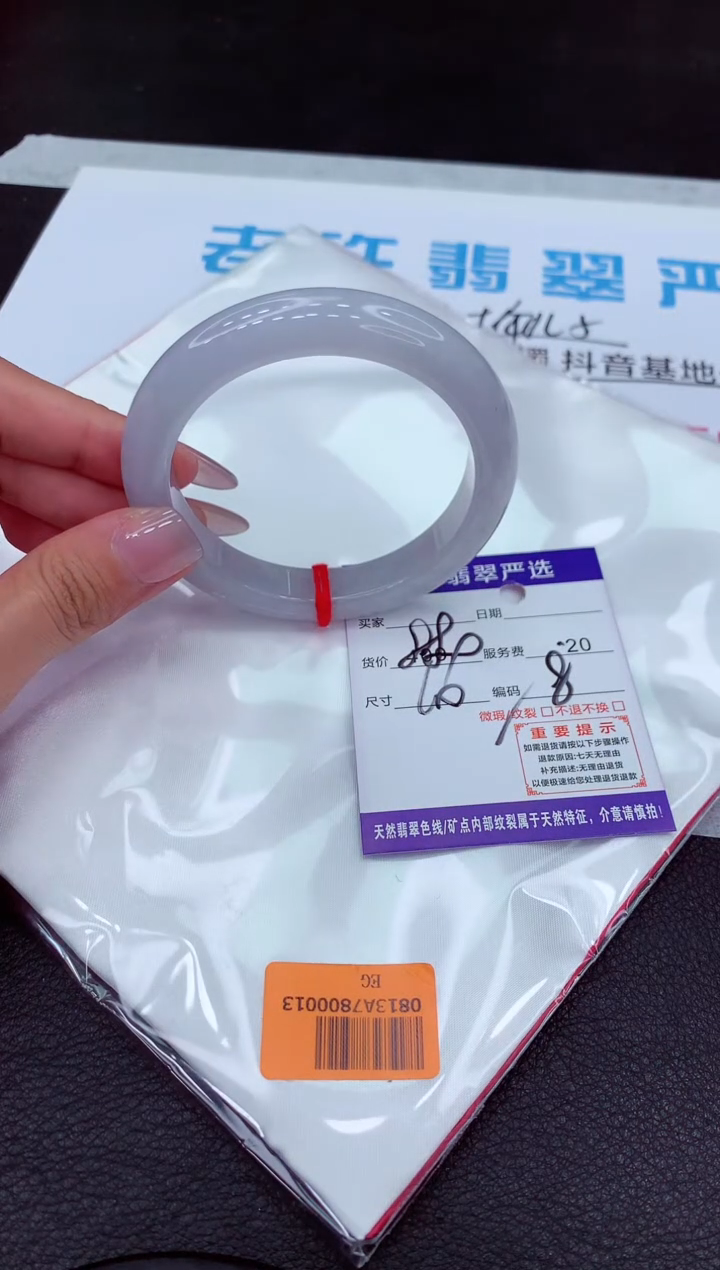 翡翠严
抖音基地
翡翠严选
买家 日期
货价 服务费 20
尺寸 60 编码 8
微瑕/纹裂 □ 不退不换 □
重要提示
如需退货请按以下步骤操作
退款原因:七天无理由
补充描述:无理由退货
以便极速给您处理退货退款
天然翡翠色线/矿点内部纹裂属于天然特征，介意请慎拍!
0813A7800013
EG